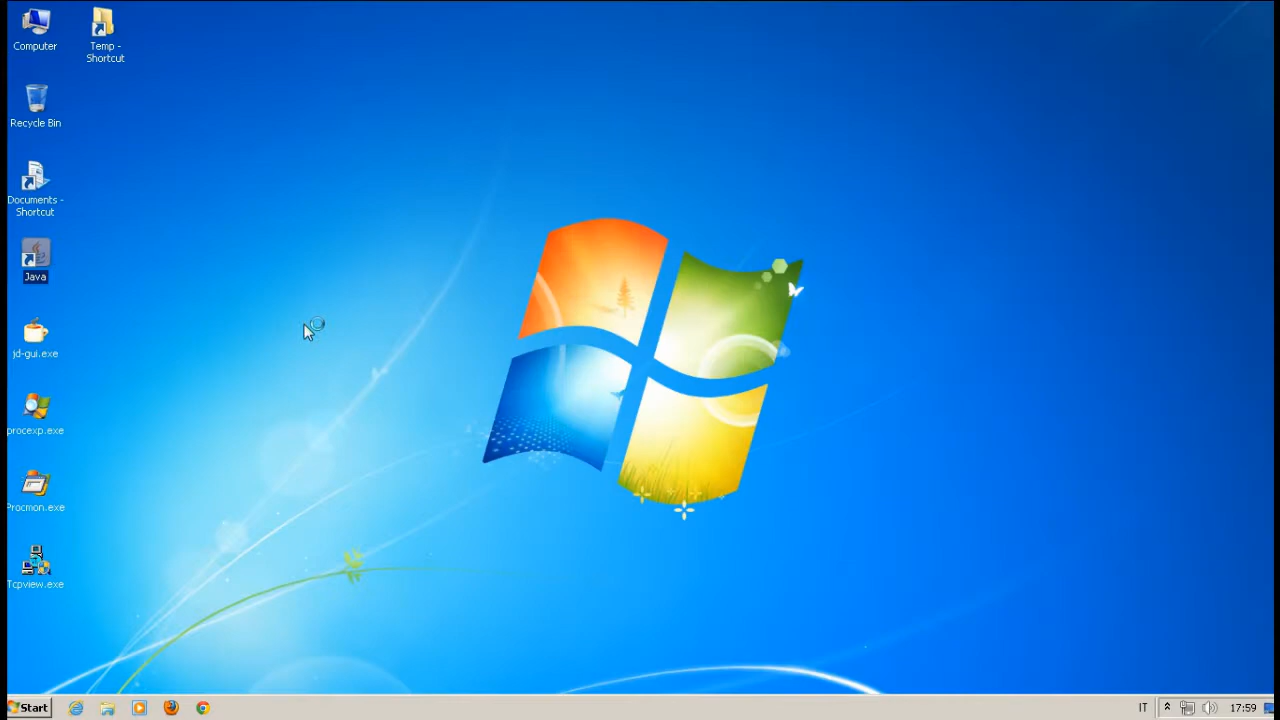 Computer
Temp -
Shortcut
Recycle Bin
Documents -
Shortcut
Java
jd-gui.exe
procexp.exe
Procmon.exe
Tcpview.exe
Start
IT
17:59